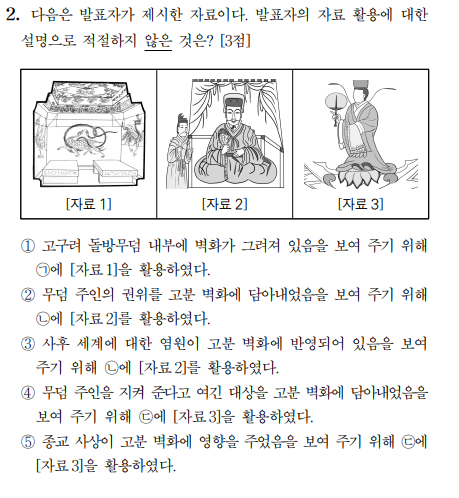 2. 다음은 발표자가 제시한 자료이다. 발표자의 자료 활용에 대한
설명으로 적절하지 않은 것은? [3점]
[자료 1] [자료 2] [자료 3]
① 고구려 돌방무덤 내부에 벽화가 그려져 있음을 보여 주기 위해
㉠에 [자료 1]을 활용하였다.
② 무덤 주인의 권위를 고분 벽화에 담아내었음을 보여 주기 위해
㉡에 [자료 2]를 활용하였다.
③ 사후 세계에 대한 염원이 고분 벽화에 반영되어 있음을 보여
주기 위해 ㉡에 [자료 2]를 활용하였다.
④ 무덤 주인을 지켜 준다고 여긴 대상을 고분 벽화에 담아내었음을
보여 주기 위해 ㉢에 [자료 3]을 활용하였다.
⑤ 종교 사상이 고분 벽화에 영향을 주었음을 보여 주기 위해 ㉢에
[자료 3]을 활용하였다.